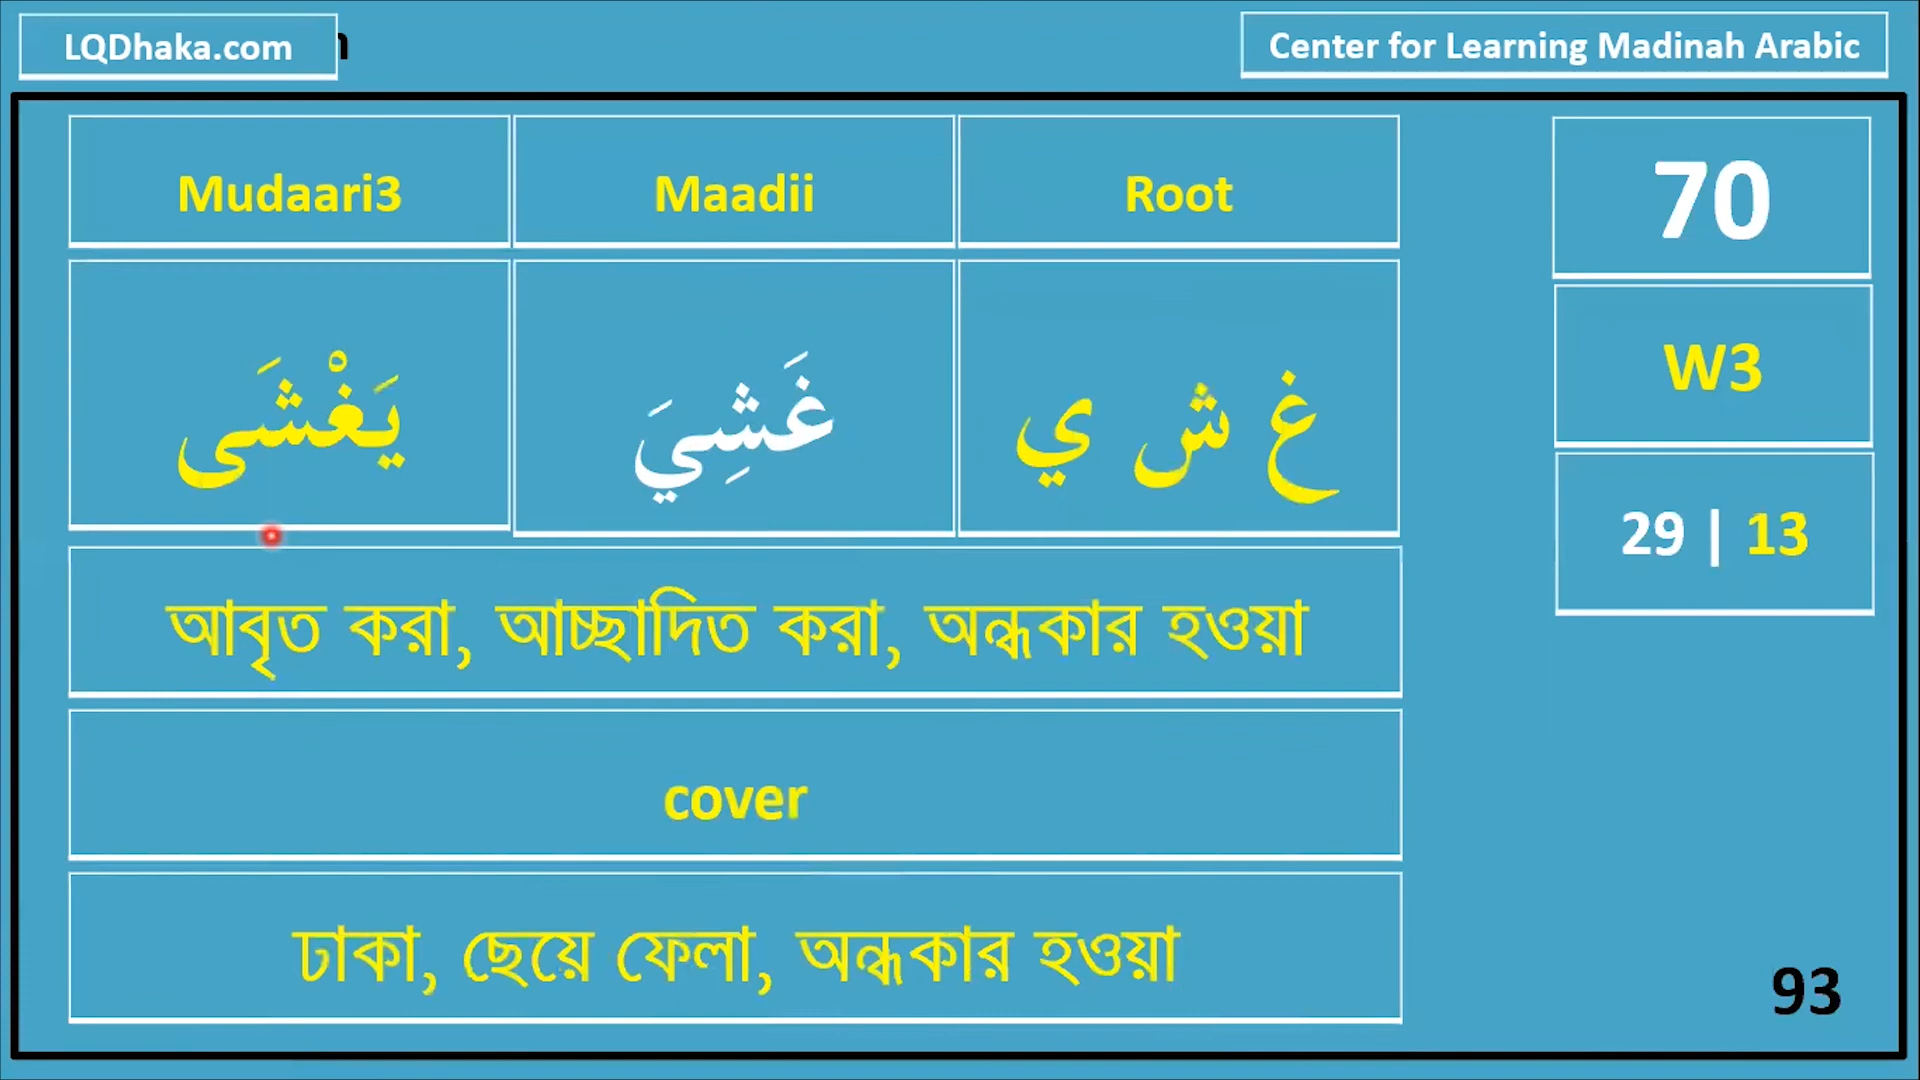 LQDhaka.com
Center for Learning Madinah Arabic
Mudaari3 Maadii Root
يَغْشَى غَشِيَ غ ش ي
আবৃত করা, আচ্ছাদিত করা, অন্ধকার হওয়া
cover
ঢাকা, ছেয়ে ফেলা, অন্ধকার হওয়া
70
W3
29 | 13
93